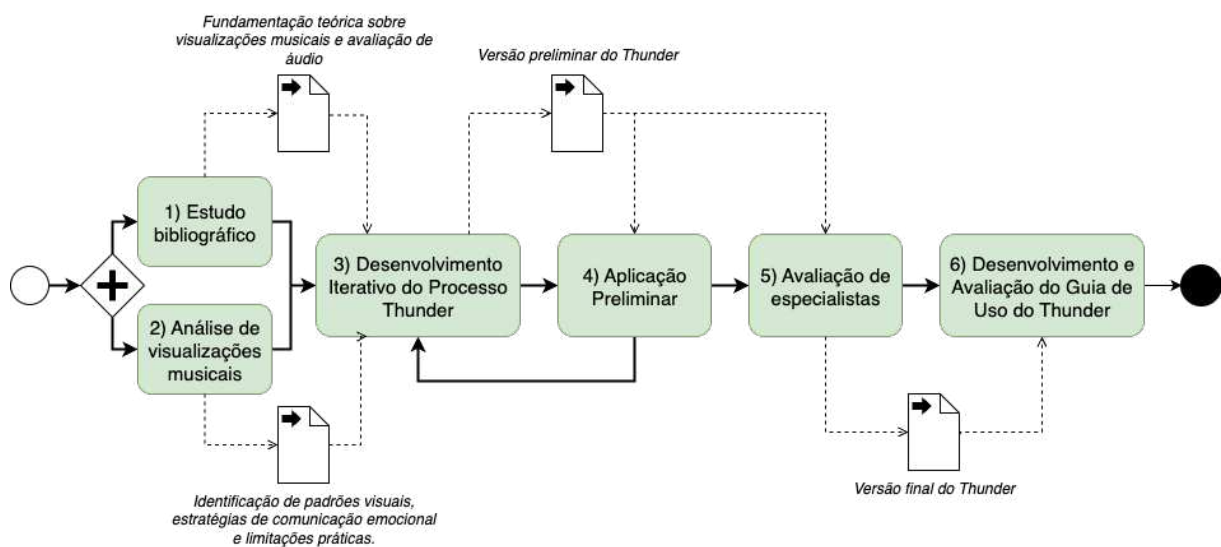 Fundamentação teórica sobre
visualizações musicais e avaliação de
áudio
Versão preliminar do Thunder
1) Estudo
bibliográfico
2) Análise de
visualizações
musicais
3) Desenvolvimento
Iterativo do Processo
Thunder
4) Aplicação
Preliminar
5) Avaliação de
especialistas
6) Desenvolvimento e
Avaliação do Guia de
Uso do Thunder
Identificação de padrões visuais,
estratégias de comunicação emocional
e limitações práticas.
Versão final do Thunder